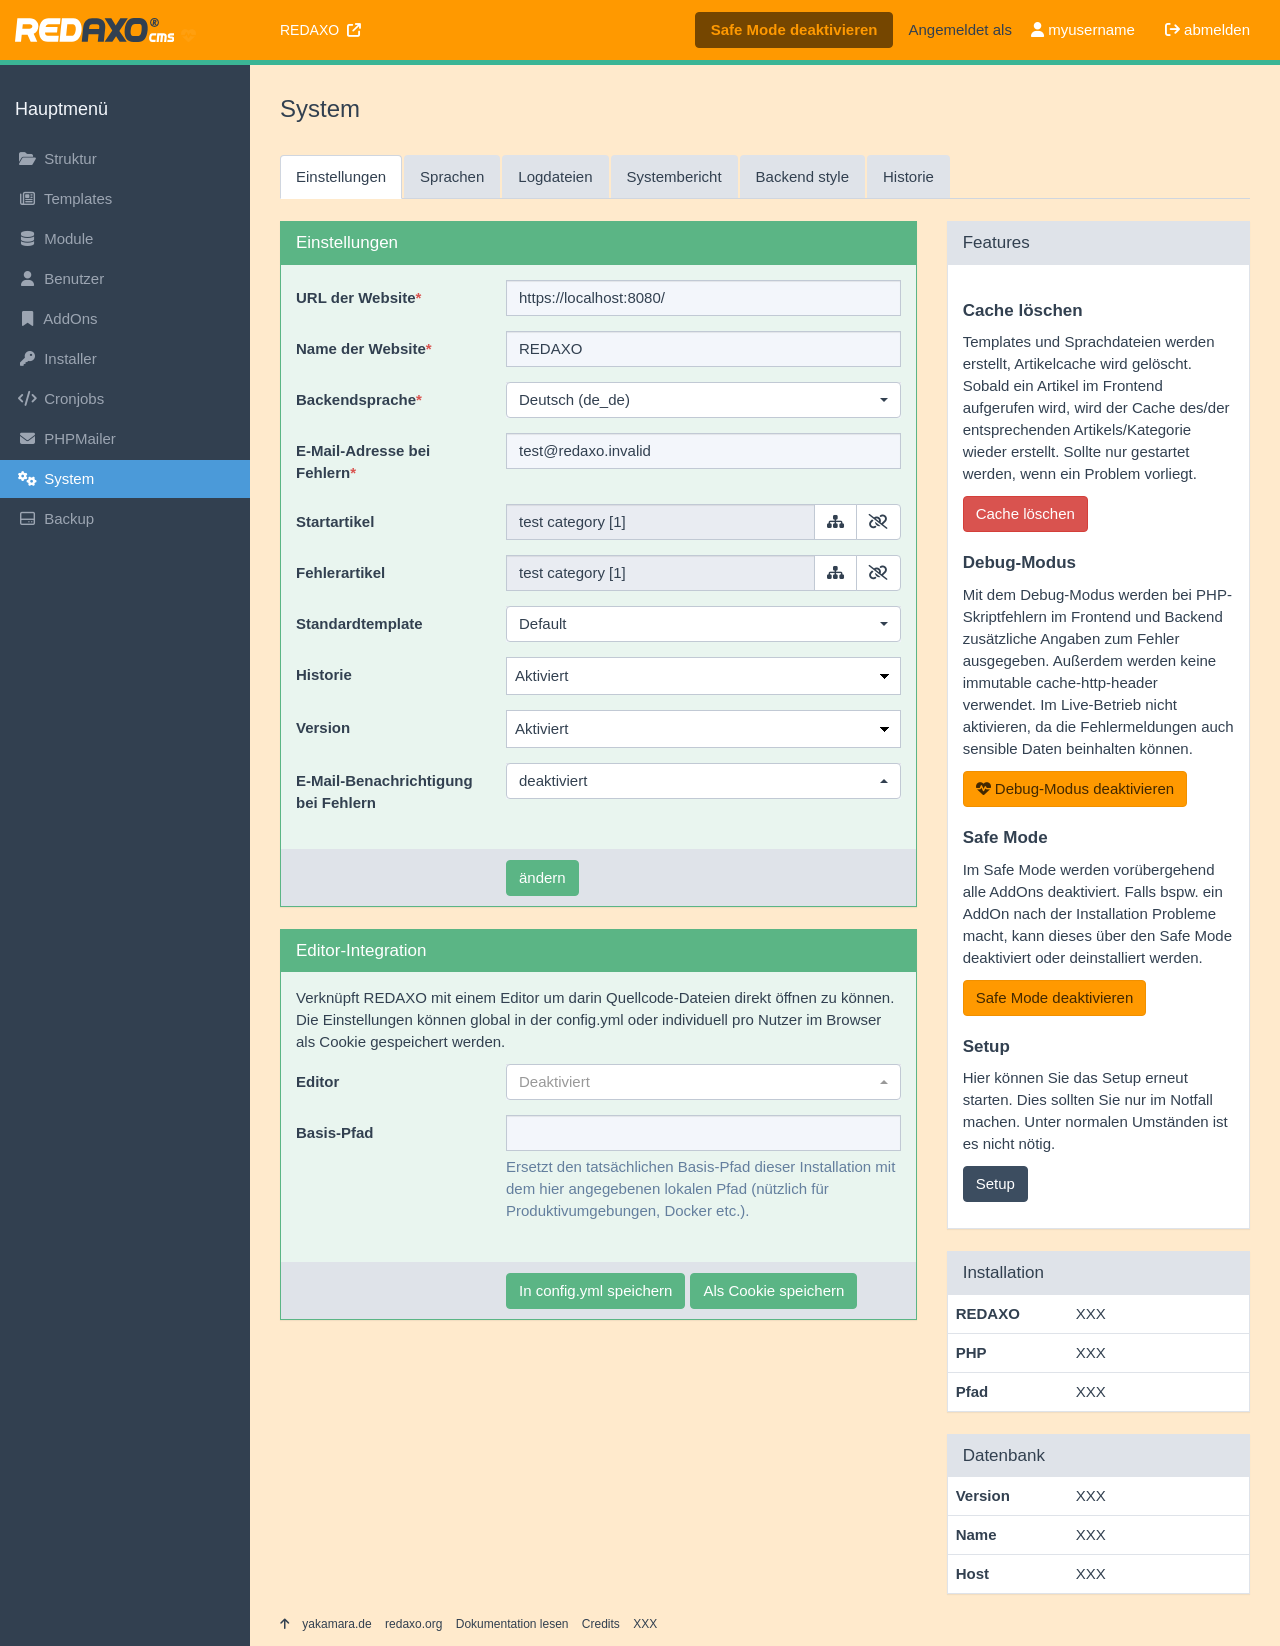 REDAXO® cms
REDAXO
Safe Mode deaktivieren
Angemeldet als
myusername
abmelden
Hauptmenü
Struktur
Templates
Module
Benutzer
AddOns
Installer
Cronjobs
PHPMailer
System
Backup
System
Einstellungen
Sprachen
Logdateien
Systembericht
Backend style
Historie
Einstellungen
URL der Website*
https://localhost:8080/
Name der Website*
REDAXO
Backendsprache*
Deutsch (de_de)
E-Mail-Adresse bei
Fehlern*
test@redaxo.invalid
Startartikel
test category [1]
Fehlerartikel
test category [1]
Standardtemplate
Default
Historie
Aktiviert
Version
Aktiviert
E-Mail-Benachrichtigung
bei Fehlern
deaktiviert
ändern
Editor-Integration
Verknüpft REDAXO mit einem Editor um darin Quellcode-Dateien direkt öffnen zu können.
Die Einstellungen können global in der config.yml oder individuell pro Nutzer im Browser
als Cookie gespeichert werden.
Editor
Deaktiviert
Basis-Pfad
Ersetzt den tatsächlichen Basis-Pfad dieser Installation mit
dem hier angegebenen lokalen Pfad (nützlich für
Produktivumgebungen, Docker etc.).
In config.yml speichern
Als Cookie speichern
Features
Cache löschen
Templates und Sprachdateien werden
erstellt, Artikelcache wird gelöscht.
Sobald ein Artikel im Frontend
aufgerufen wird, wird der Cache des/der
entsprechenden Artikels/Kategorie
wieder erstellt. Sollte nur gestartet
werden, wenn ein Problem vorliegt.
Cache löschen
Debug-Modus
Mit dem Debug-Modus werden bei PHP-
Skriptfehlern im Frontend und Backend
zusätzliche Angaben zum Fehler
ausgegeben. Außerdem werden keine
immutable cache-http-header
verwendet. Im Live-Betrieb nicht
aktivieren, da die Fehlermeldungen auch
sensible Daten beinhalten können.
Debug-Modus deaktivieren
Safe Mode
Im Safe Mode werden vorübergehend
alle AddOns deaktiviert. Falls bspw. ein
AddOn nach der Installation Probleme
macht, kann dieses über den Safe Mode
deaktiviert oder deinstalliert werden.
Safe Mode deaktivieren
Setup
Hier können Sie das Setup erneut
starten. Dies sollten Sie nur im Notfall
machen. Unter normalen Umständen ist
es nicht nötig.
Setup
Installation
REDAXO XXX
PHP XXX
Pfad XXX
Datenbank
Version XXX
Name XXX
Host XXX
yakamara.de redaxo.org Dokumentation lesen Credits XXX